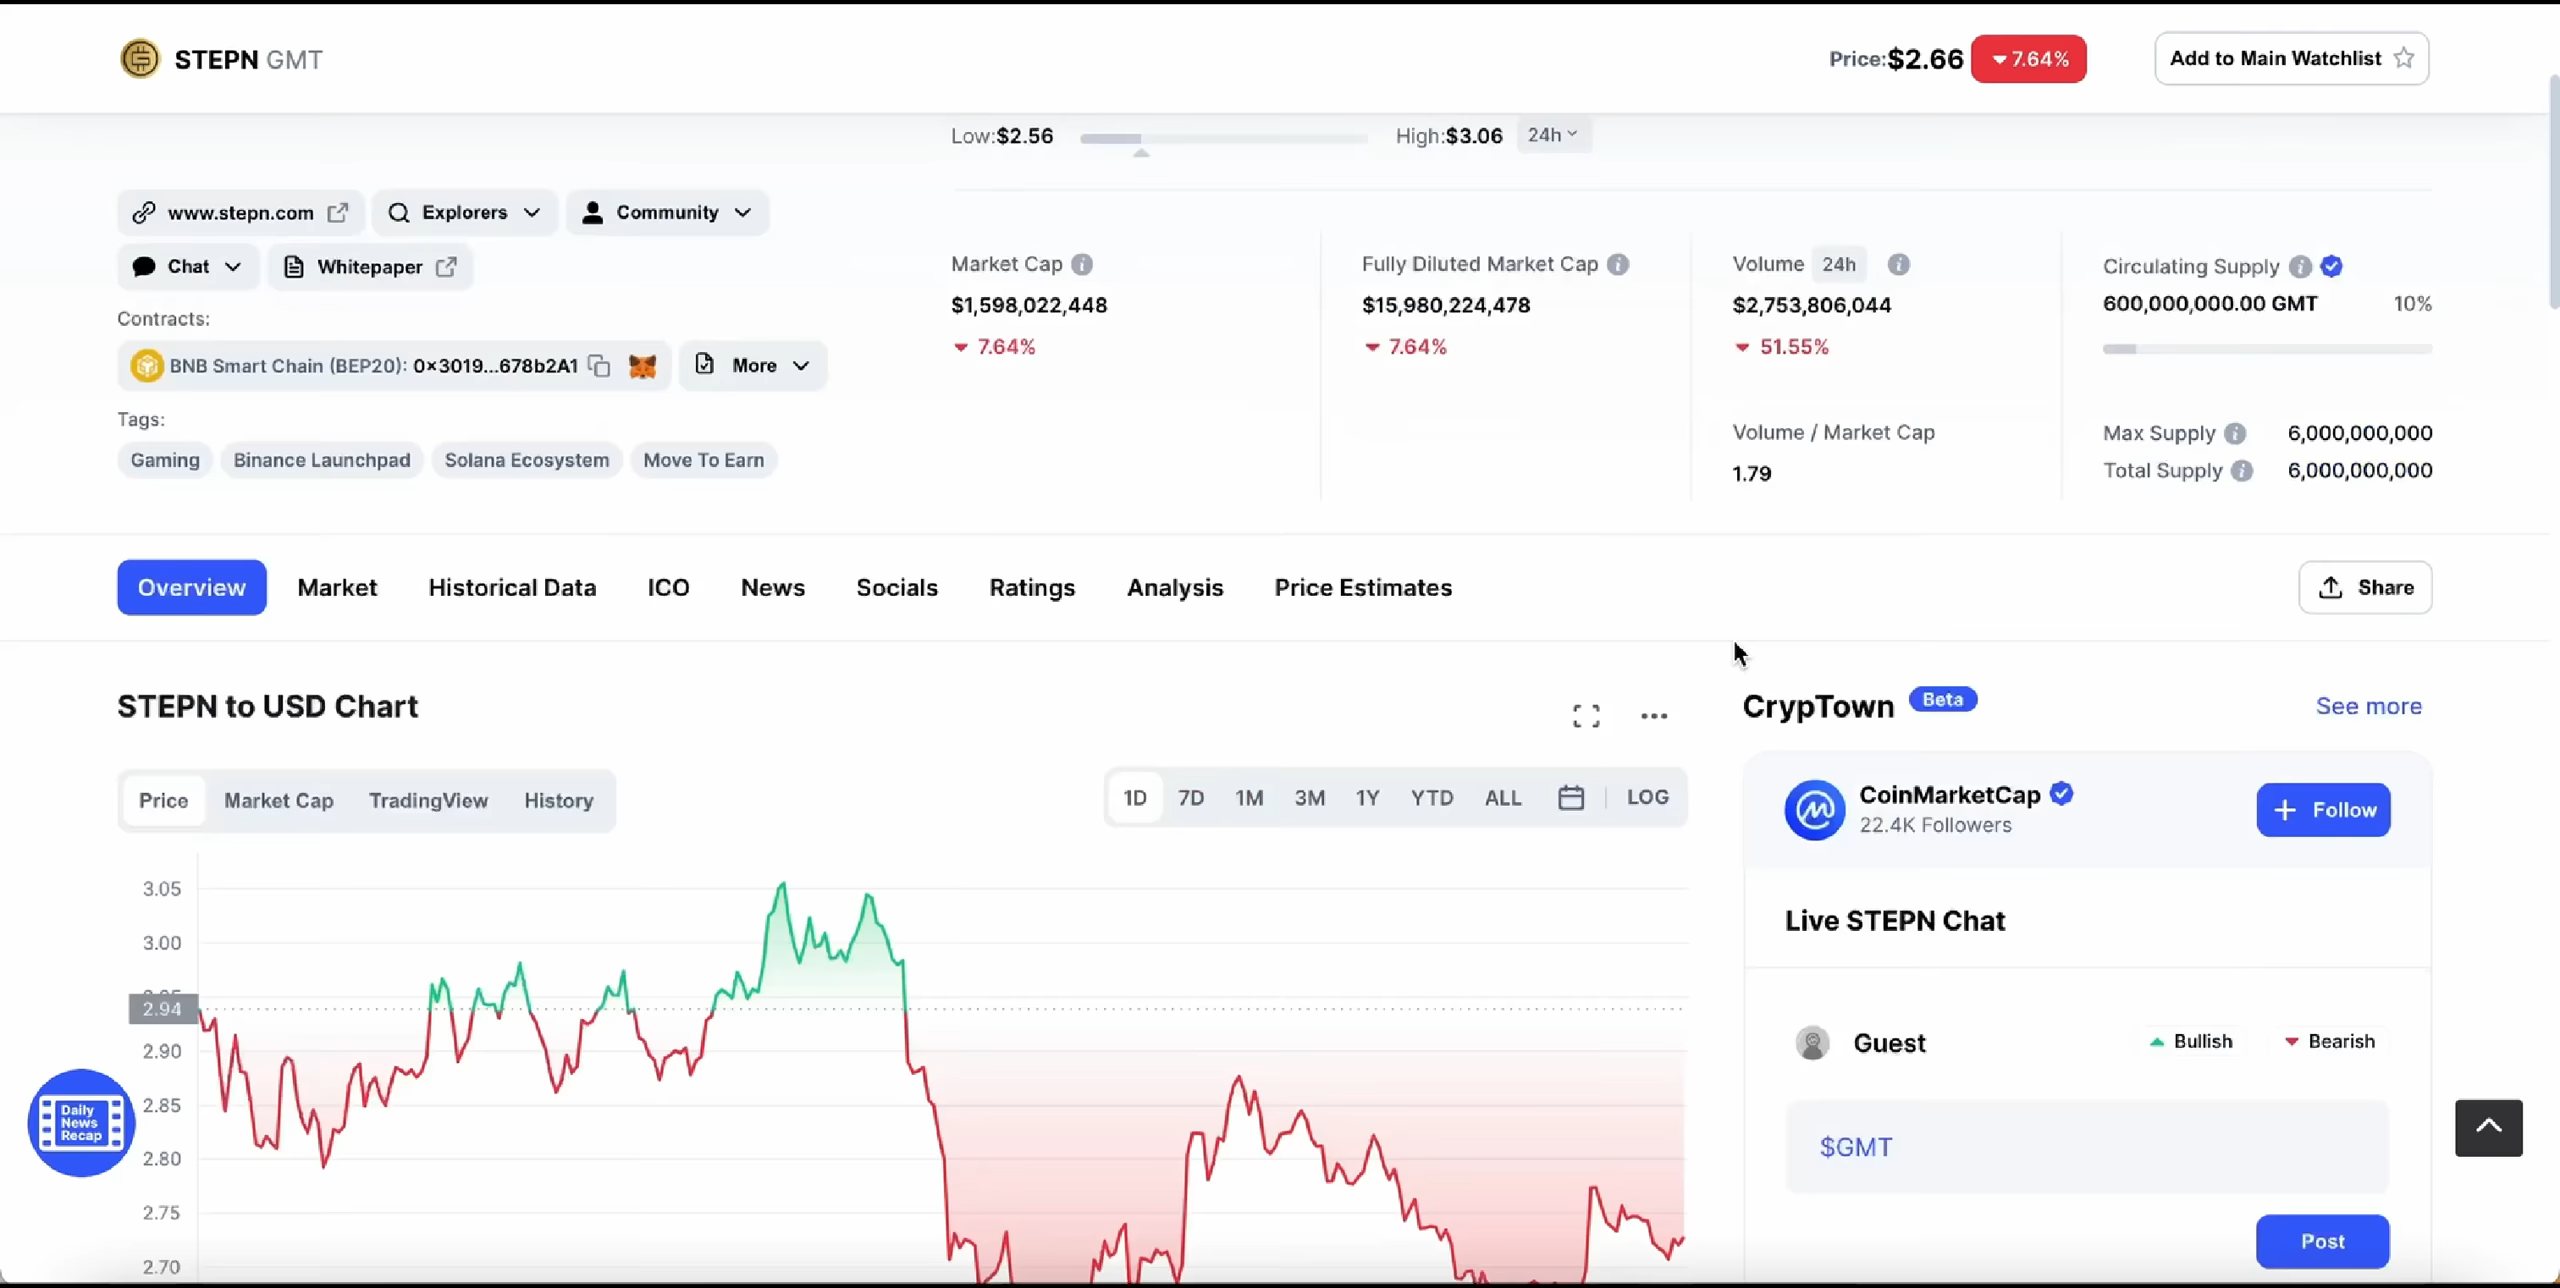 STEPN GMT
Price:$2.66 7.64% Add to Main Watchlist
Low:$2.56 High:$3.06 24h
www.stepn.com Explorers Community
Chat Whitepaper
Contracts:
BNB Smart Chain (BEP20): 0×3019...678b2A1 More
Tags:
Gaming Binance Launchpad Solana Ecosystem Move To Earn
Market Cap
$1,598,022,448
7.64%
Fully Diluted Market Cap
$15,980,224,478
7.64%
Volume 24h
$2,753,806,044
51.55%
Volume / Market Cap
1.79
Circulating Supply
600,000,000.00 GMT 10%
Max Supply 6,000,000,000
Total Supply 6,000,000,000
Overview Market Historical Data ICO News Socials Ratings Analysis Price Estimates Share
STEPN to USD Chart
Price Market Cap TradingView History
1D 7D 1M 3M 1Y YTD ALL LOG
3.05
3.00
2.94
2.90
2.85
2.80
2.75
2.70
Daily
News
Recap
CrypTown Beta See more
CoinMarketCap
22.4K Followers
+ Follow
Live STEPN Chat
Guest Bullish Bearish
$GMT
Post